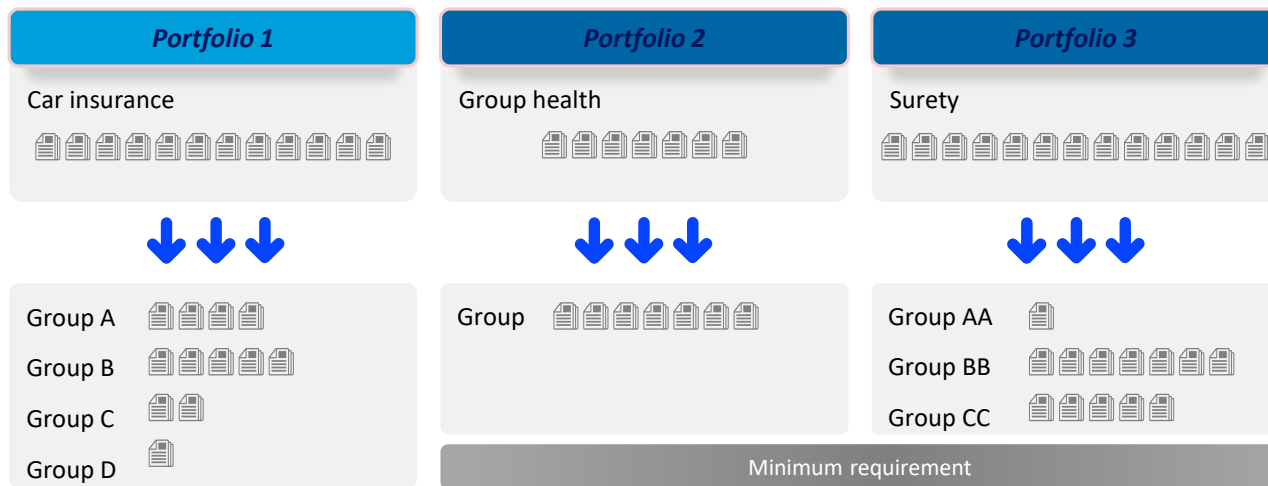 Portfolio 1
Portfolio 2
Portfolio 3
Car insurance
Group health
Surety
Group A
Group B
Group C
Group D
Group
Group AA
Group BB
Group CC
Minimum requirement